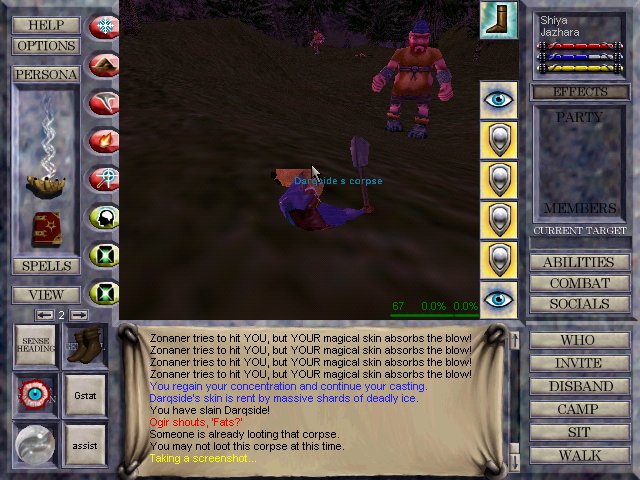 HELP
OPTIONS
PERSONA
SPELLS
VIEW
2
SENSE
HEADING
Gstat
assist
Darqside s corpse
67 0.0% 0.0%
Shiya
Jazhara
EFFECTS
PARTY
MEMBERS
CURRENT TARGET
ABILITIES
COMBAT
SOCIALS
WHO
INVITE
DISBAND
CAMP
SIT
WALK
Zonaner tries to hit YOU, but YOUR magical skin absorbs the blow!
Zonaner tries to hit YOU, but YOUR magical skin absorbs the blow!
Zonaner tries to hit YOU, but YOUR magical skin absorbs the blow!
Zonaner tries to hit YOU, but YOUR magical skin absorbs the blow!
You regain your concentration and continue your casting.
Darqside's skin is rent by massive shards of deadly ice.
You have slain Darqside!
Ogir shouts, 'Fats?'
Someone is already looting that corpse.
You may not loot this corpse at this time.
Taking a screenshot...